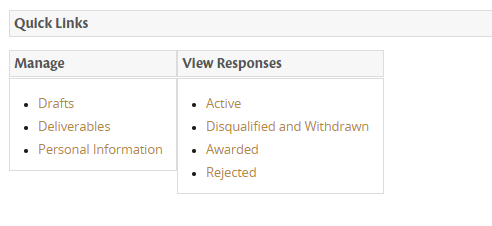 Quick Links
Manage
Drafts
Deliverables
Personal Information
View Responses
Active
Disqualified and Withdrawn
Awarded
Rejected